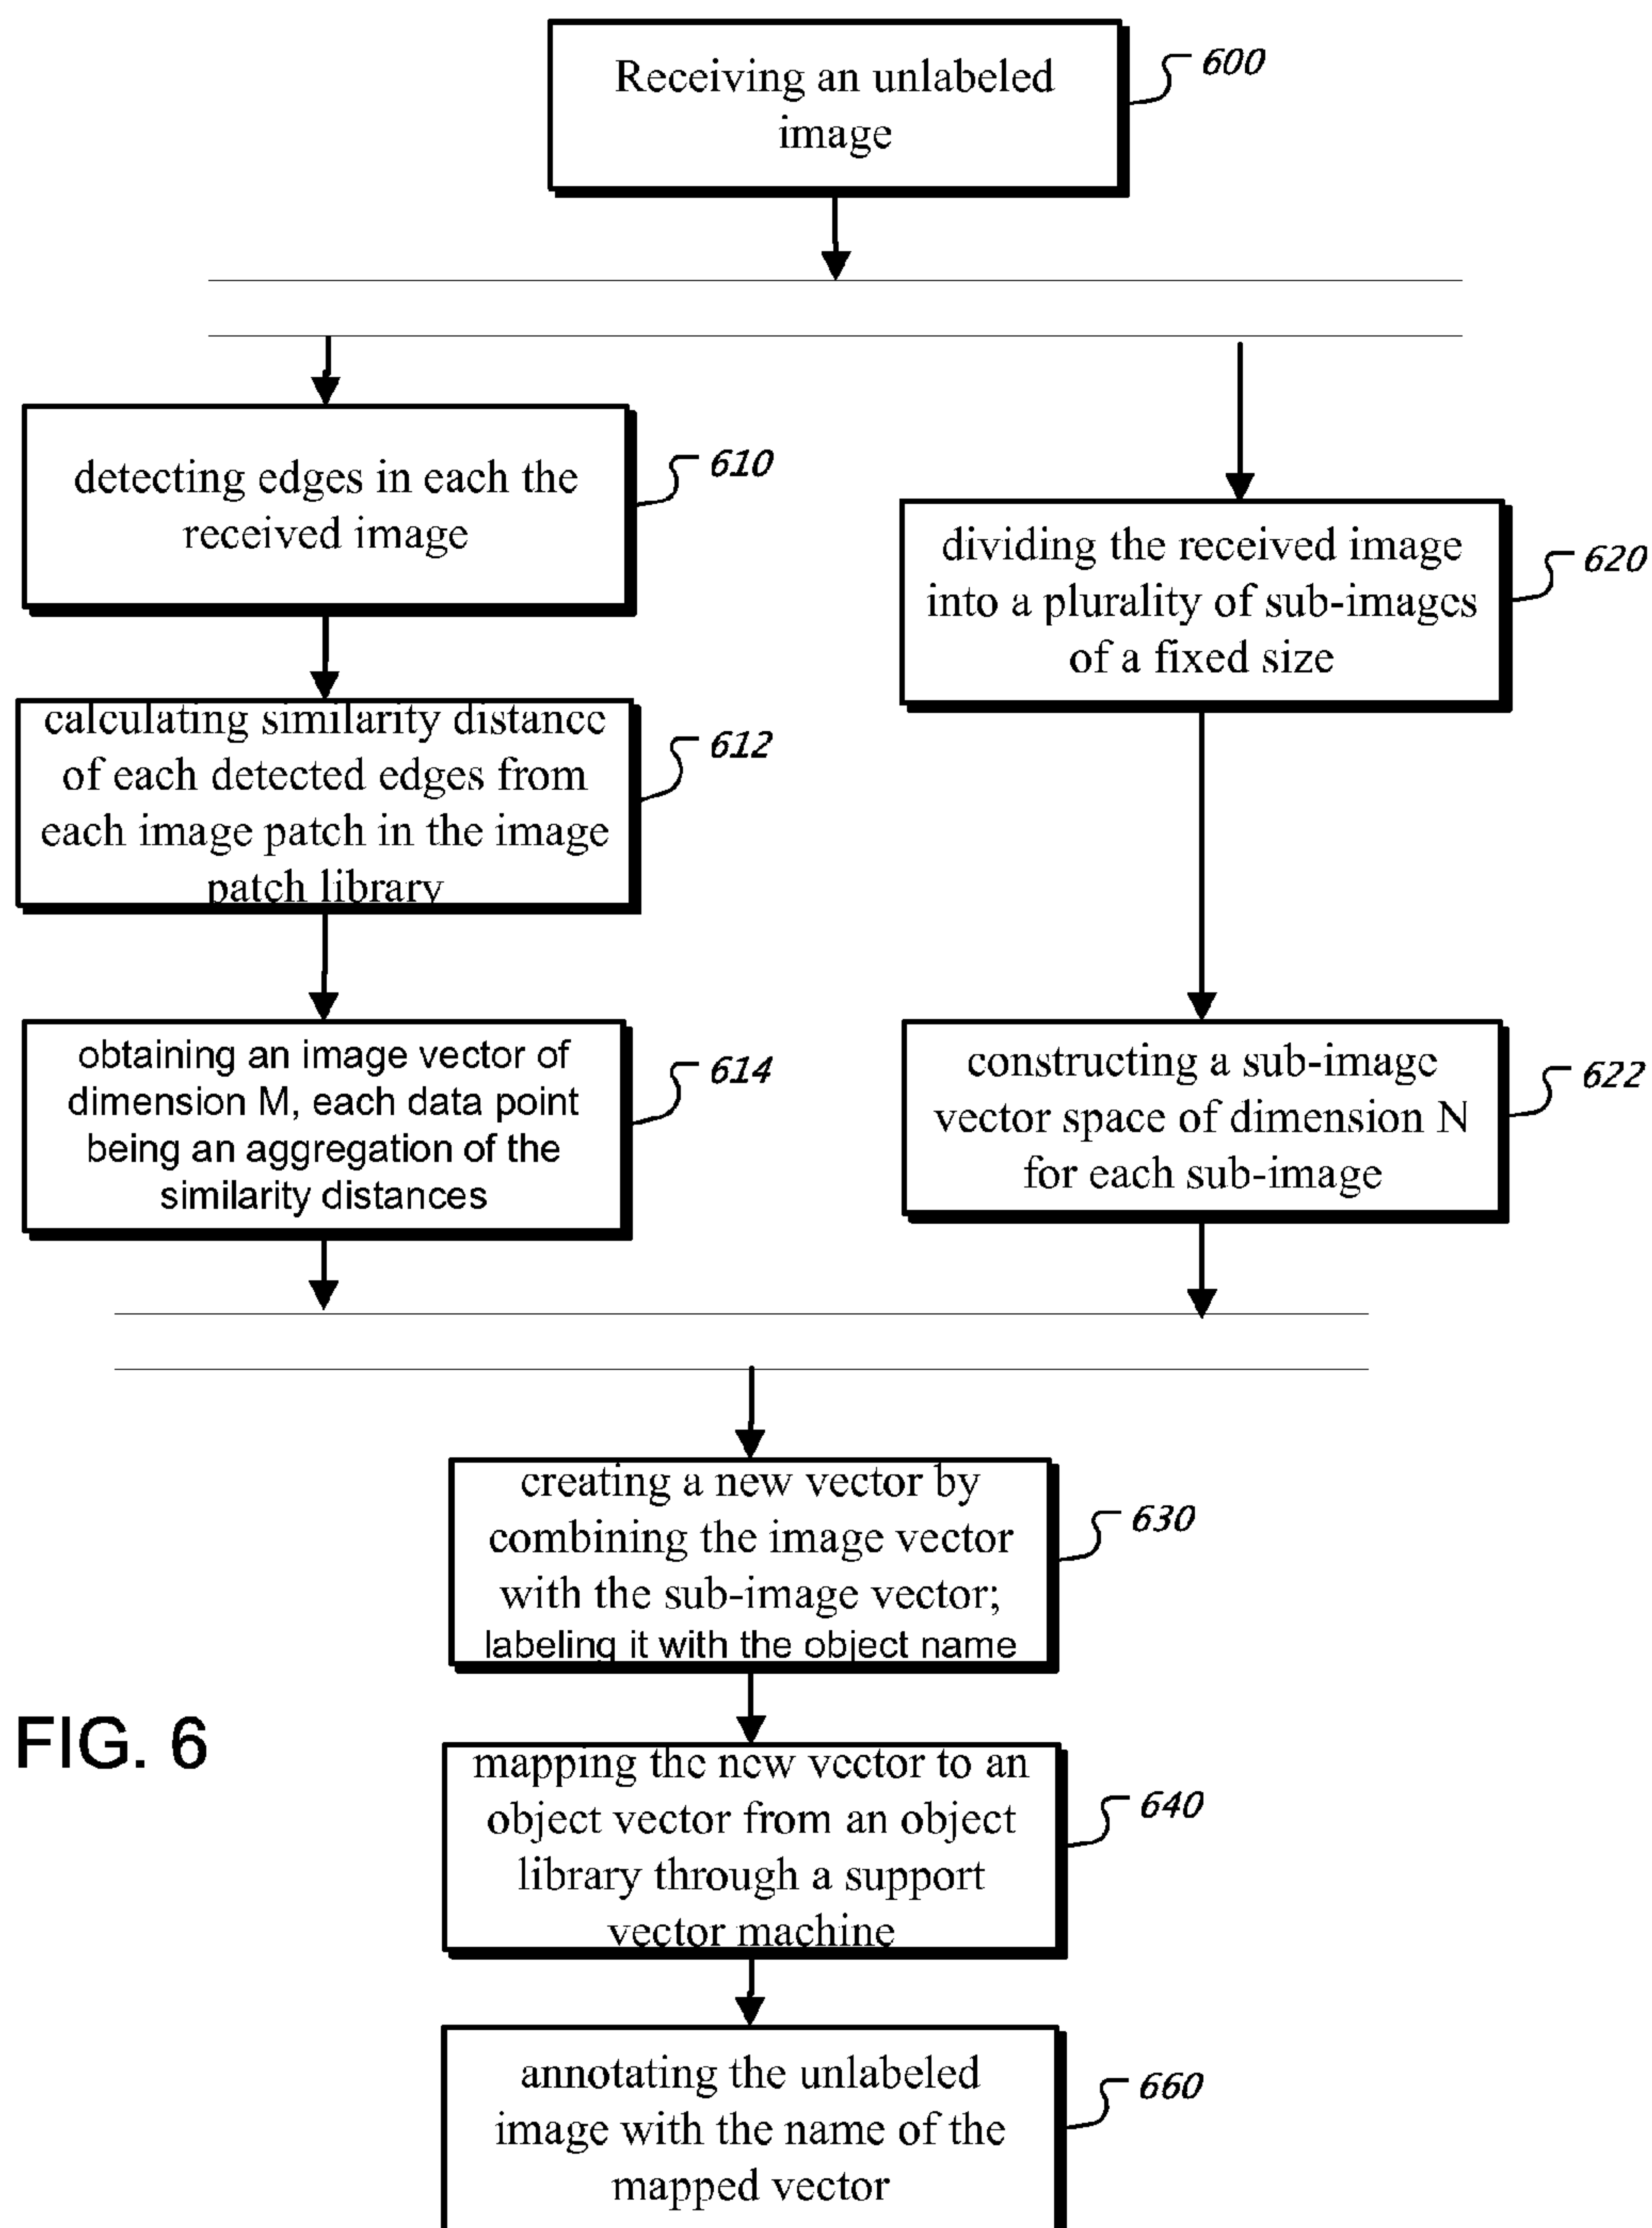 Receiving an unlabeled
image
600
detecting edges in each the
received image
610
dividing the received image
into a plurality of sub-images
of a fixed size
620
calculating similarity distance
of each detected edges from
each image patch in the image
patch library
612
obtaining an image vector of
dimension M, each data point
being an aggregation of the
similarity distances
614
constructing a sub-image
vector space of dimension N
for each sub-image
622
creating a new vector by
combining the image vector
with the sub-image vector;
labeling it with the object name
630
FIG. 6
mapping the new vector to an
object vector from an object
library through a support
vector machine
640
annotating the unlabeled
image with the name of the
mapped vector
660